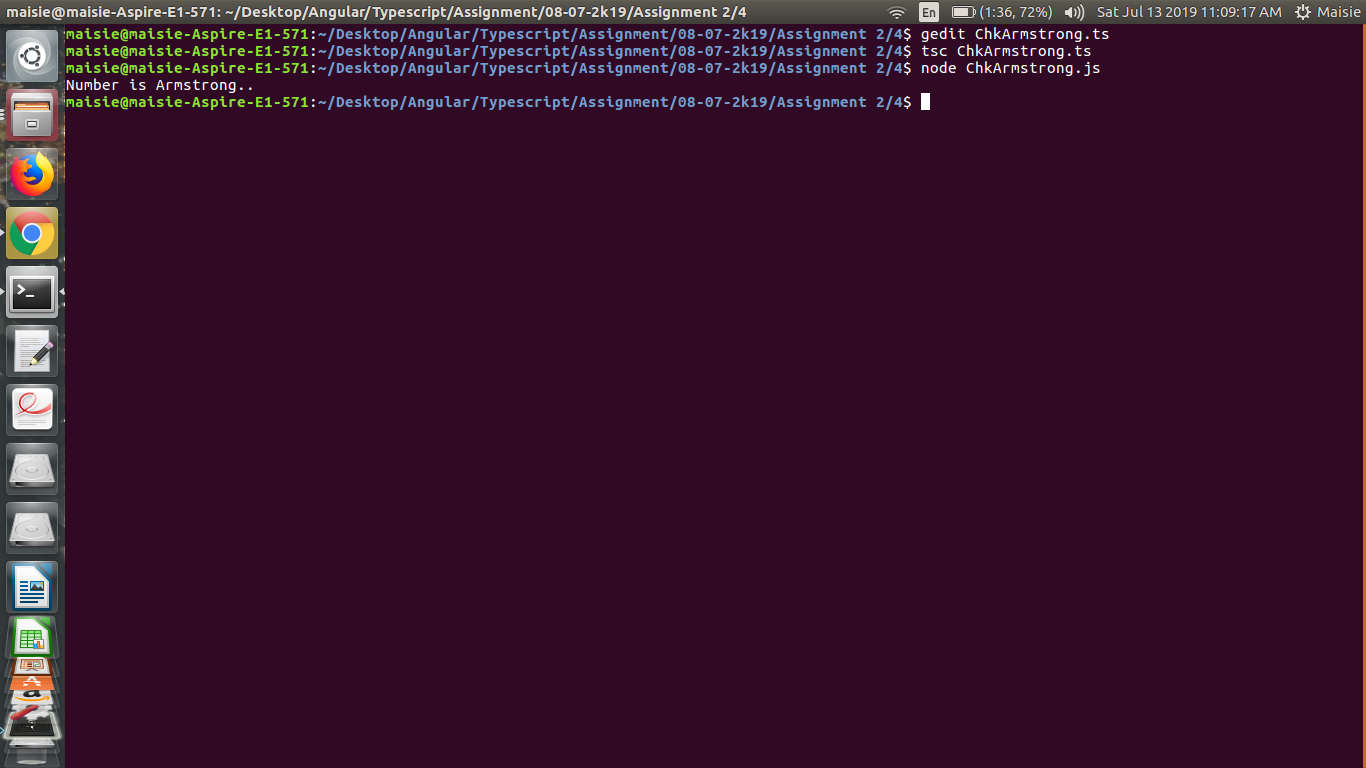 maisie@maisie-Aspire-E1-571: ~/Desktop/Angular/Typescript/Assignment/08-07-2k19/Assignment 2/4 En (1:36, 72%) Sat Jul 13 2019 11:09:17 AM Maisie
maisie@maisie-Aspire-E1-571:~/Desktop/Angular/Typescript/Assignment/08-07-2k19/Assignment 2/4$ gedit ChkArmstrong.ts
maisie@maisie-Aspire-E1-571:~/Desktop/Angular/Typescript/Assignment/08-07-2k19/Assignment 2/4$ tsc ChkArmstrong.ts
maisie@maisie-Aspire-E1-571:~/Desktop/Angular/Typescript/Assignment/08-07-2k19/Assignment 2/4$ node ChkArmstrong.js
Number is Armstrong..
maisie@maisie-Aspire-E1-571:~/Desktop/Angular/Typescript/Assignment/08-07-2k19/Assignment 2/4$